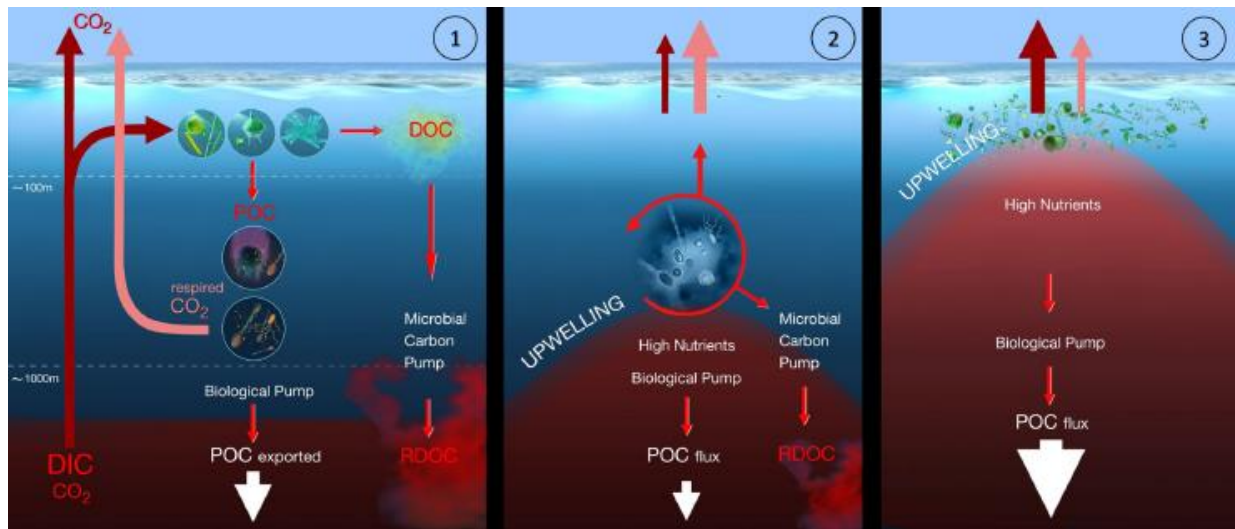 CO2
1
DOC
~100m
POC
respired
CO2
Microbial
Carbon
Pump
~1000m
Biological Pump
POC exported
RDOC
DIC
CO2
2
UPWELLING
High Nutrients
Biological Pump
Microbial
Carbon
Pump
POC flux
RDOC
3
UPWELLING
High Nutrients
Biological Pump
POC flux